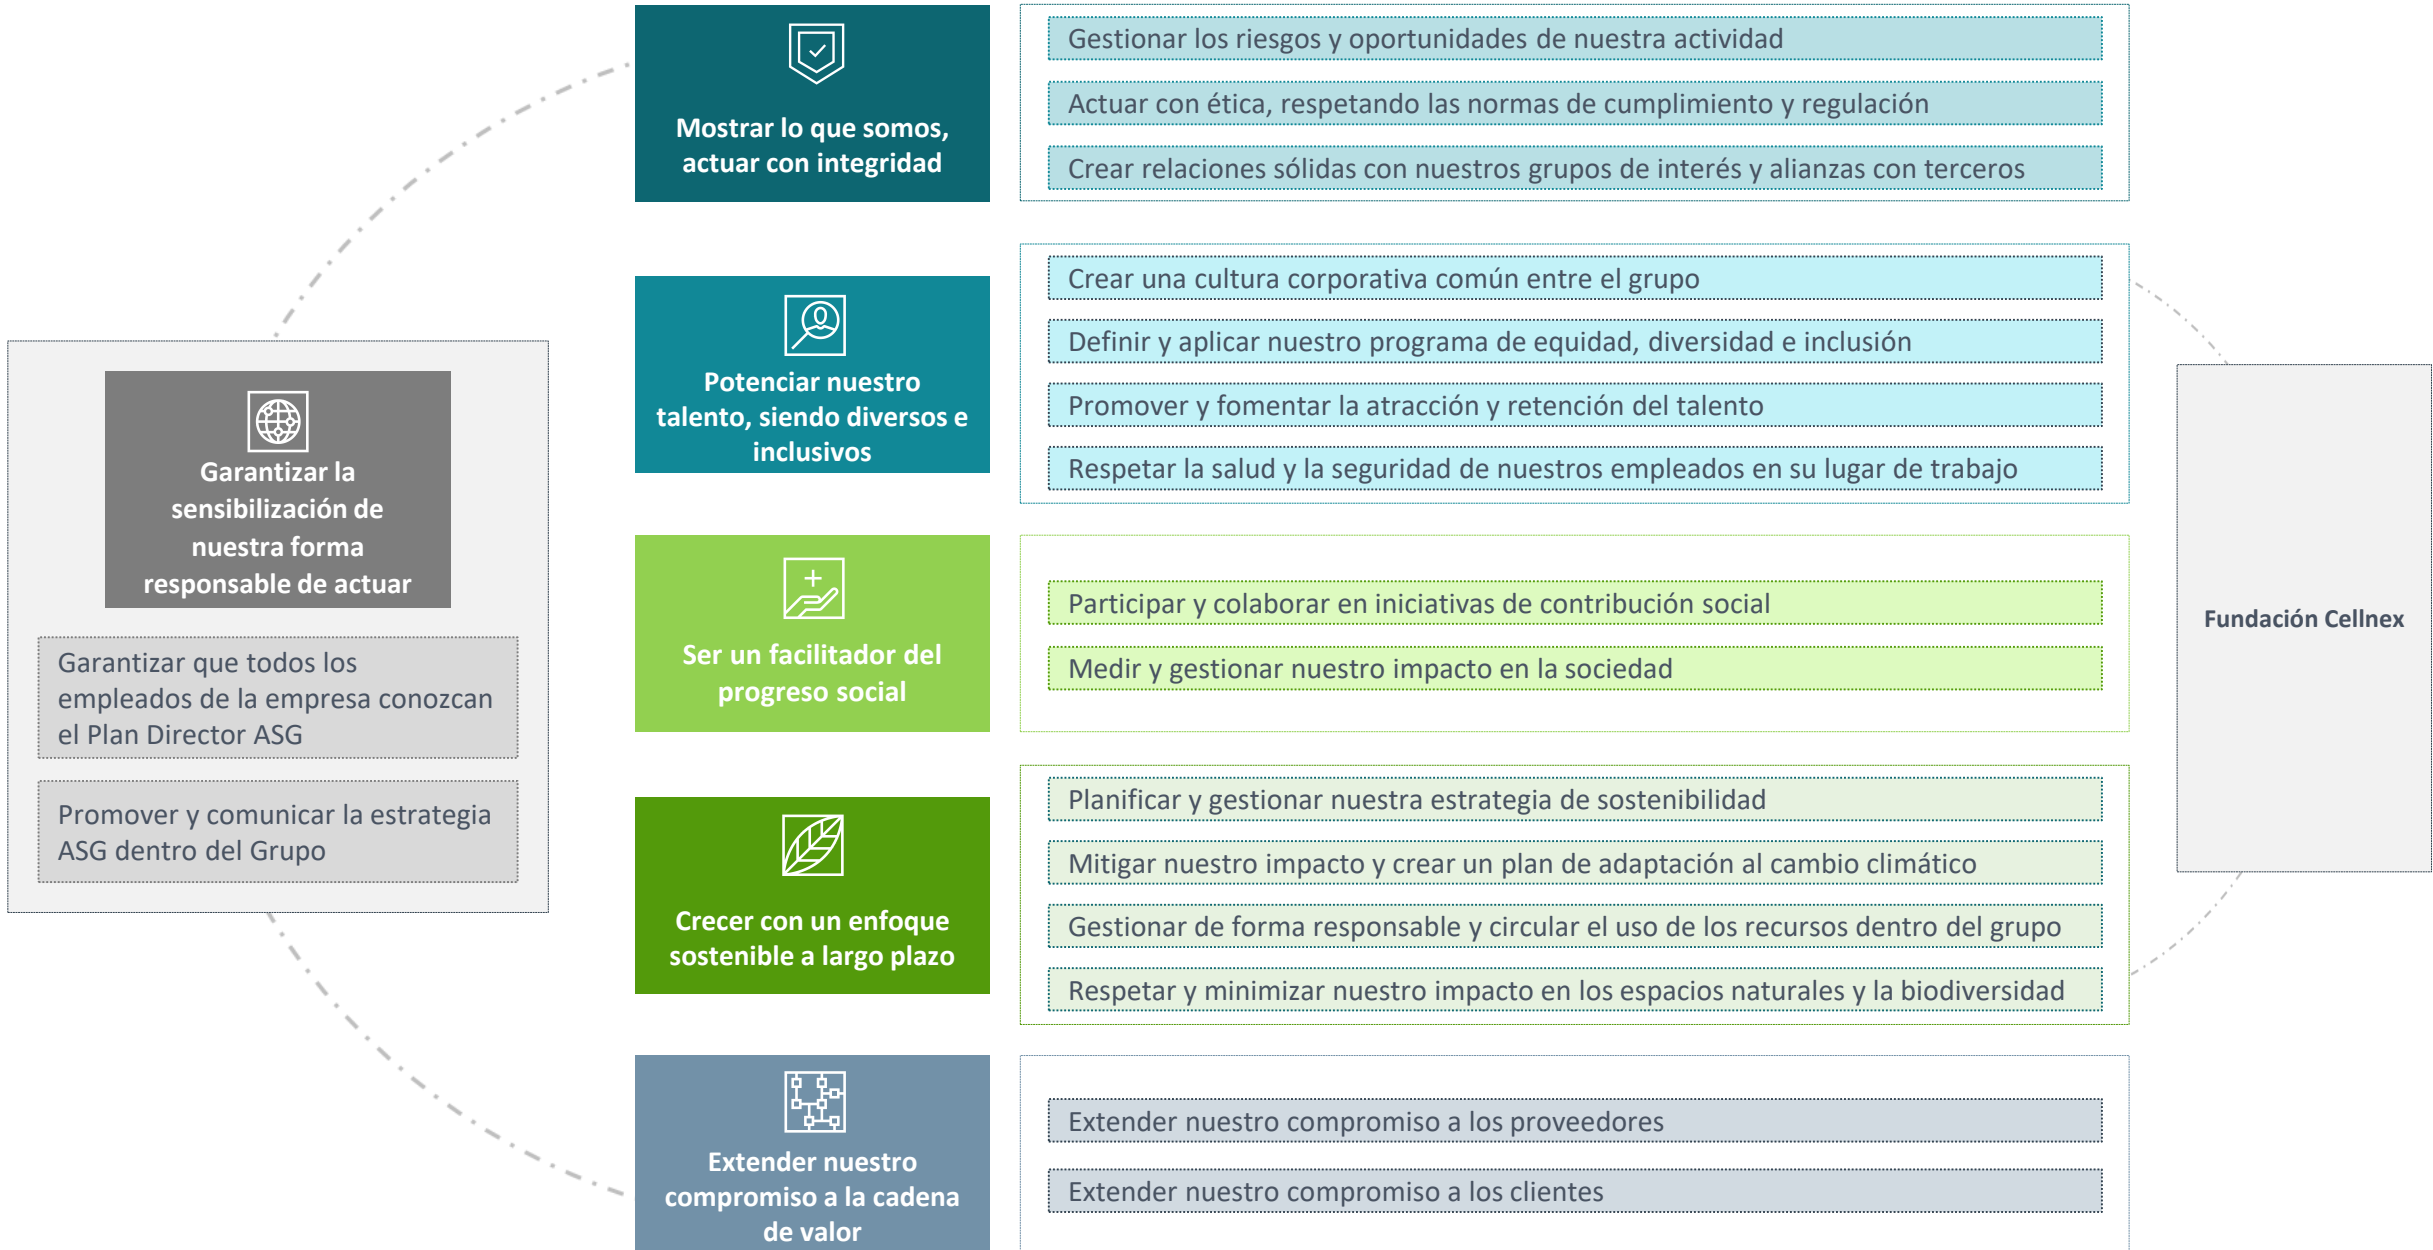 Garantizar la
sensibilización de
nuestra forma
responsable de actuar
Garantizar que todos los
empleados de la empresa conozcan
el Plan Director ASG
Promover y comunicar la estrategia
ASG dentro del Grupo
Mostrar lo que somos,
actuar con integridad
Gestionar los riesgos y oportunidades de nuestra actividad
Actuar con ética, respetando las normas de cumplimiento y regulación
Crear relaciones sólidas con nuestros grupos de interés y alianzas con terceros
Potenciar nuestro
talento, siendo diversos e
inclusivos
Crear una cultura corporativa común entre el grupo
Definir y aplicar nuestro programa de equidad, diversidad e inclusión
Promover y fomentar la atracción y retención del talento
Respetar la salud y la seguridad de nuestros empleados en su lugar de trabajo
Ser un facilitador del
progreso social
Participar y colaborar en iniciativas de contribución social
Medir y gestionar nuestro impacto en la sociedad
Crecer con un enfoque
sostenible a largo plazo
Planificar y gestionar nuestra estrategia de sostenibilidad
Mitigar nuestro impacto y crear un plan de adaptación al cambio climático
Gestionar de forma responsable y circular el uso de los recursos dentro del grupo
Respetar y minimizar nuestro impacto en los espacios naturales y la biodiversidad
Extender nuestro
compromiso a la cadena
de valor
Extender nuestro compromiso a los proveedores
Extender nuestro compromiso a los clientes
Fundación Cellnex